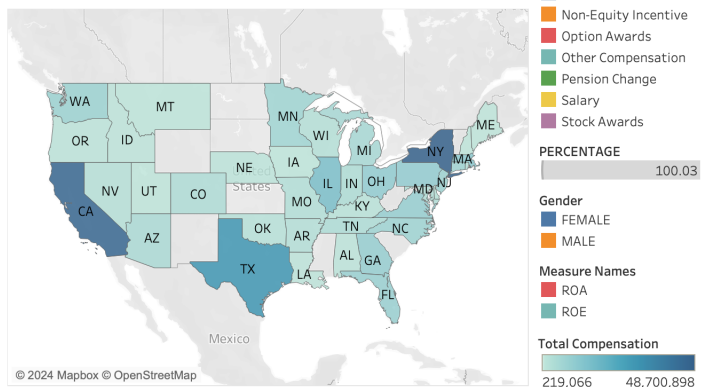 Non-Equity Incentive
Option Awards
Other Compensation
Pension Change
Salary
Stock Awards
PERCENTAGE
100.03
Gender
FEMALE
MALE
Measure Names
ROA
ROE
Total Compensation
219.066 48,700.898
WA
MT
ME
OR
ID
MN
WI
MI
NY
MA
NE
IA
United
States
NV
UT
CO
IL
IN
OH
MD
NJ
CA
MO
KY
AZ
OK
AR
TN
NC
TX
LA
AL
GA
FL
Mexico
© 2024 Mapbox © OpenStreetMap